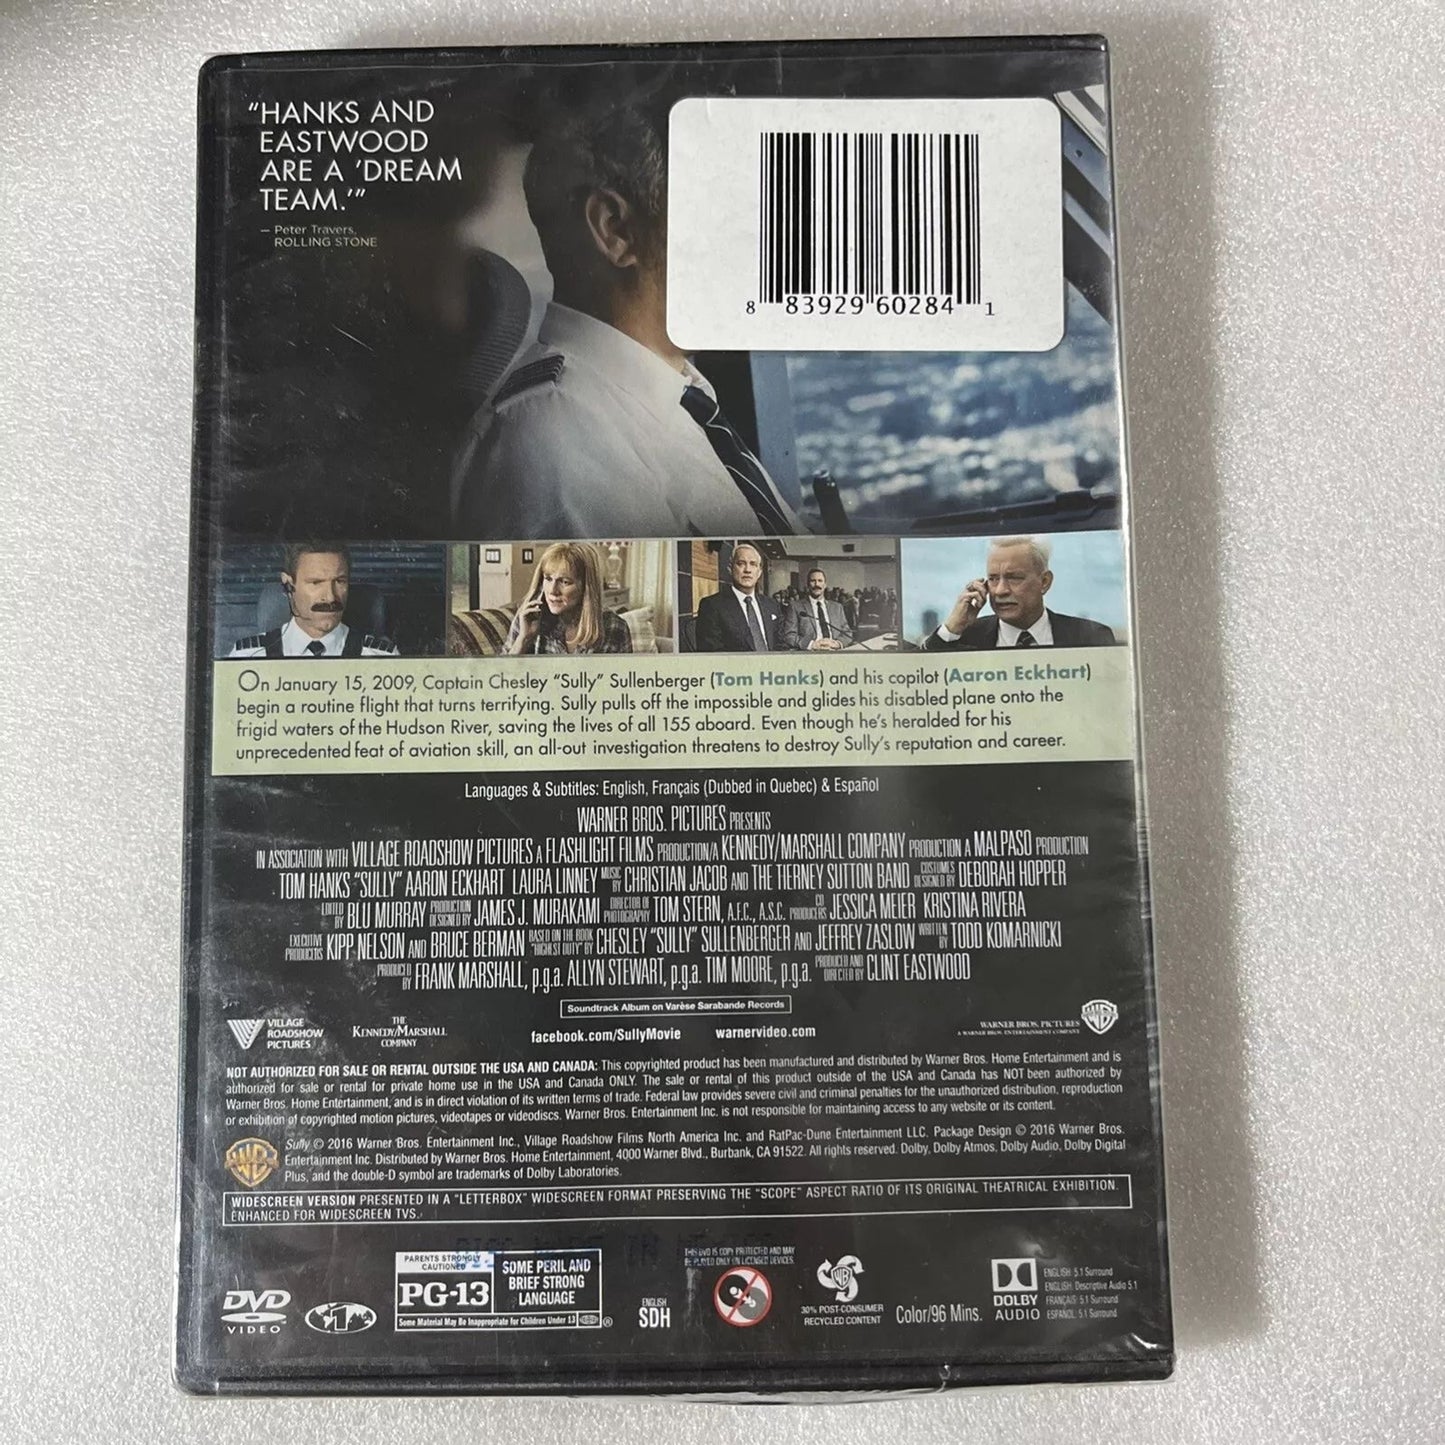 “HANKS AND
EASTWOOD
ARE A ‘DREAM
TEAM.’”
– Peter Travers,
ROLLING STONE
8 83929 60284 1
On January 15, 2009, Captain Chesley “Sully” Sullenberger (Tom Hanks) and his copilot (Aaron Eckhart)
begin a routine flight that turns terrifying. Sully pulls off the impossible and glides his disabled plane onto the
frigid waters of the Hudson River, saving the lives of all 155 aboard. Even though he’s heralded for his
unprecedented feat of aviation skill, an all-out investigation threatens to destroy Sully’s reputation and career.
Languages & Subtitles: English, Français (Dubbed in Quebec) & Español
WARNER BROS. PICTURES PRESENTS
IN ASSOCIATION WITH VILLAGE ROADSHOW PICTURES A FLASHLIGHT FILMS PRODUCTION/A KENNEDY/MARSHALL COMPANY PRODUCTION A MALPASO PRODUCTION
TOM HANKS “SULLY” AARON ECKHART LAURA LINNEY MUSIC BY CHRISTIAN JACOB AND THE TIERNEY SUTTON BAND COSTUMES DESIGNED BY DEBORAH HOPPER
EDITED BY BLU MURRAY PRODUCTION DESIGNED BY JAMES J. MURAKAMI DIRECTOR OF PHOTOGRAPHY TOM STERN, A.F.C., A.S.C. CO PRODUCERS JESSICA MEIER KRISTINA RIVERA
EXECUTIVE PRODUCERS KIPP NELSON AND BRUCE BERMAN BASED ON THE BOOK “HIGHEST DUTY” BY CHESLEY “SULLY” SULLENBERGER AND JEFFREY ZASLOW WRITTEN BY TODD KOMARNICKI
PRODUCED BY FRANK MARSHALL, p.g.a. ALLYN STEWART, p.g.a. TIM MOORE, p.g.a. PRODUCED AND DIRECTED BY CLINT EASTWOOD
Soundtrack Album on Varèse Sarabande Records
VILLAGE
ROADSHOW
PICTURES
THE
KENNEDY/MARSHALL
COMPANY
facebook.com/SullyMovie warnervideo.com
WARNER BROS. PICTURES
A WARNER BROS. ENTERTAINMENT COMPANY
WB
NOT AUTHORIZED FOR SALE OR RENTAL OUTSIDE THE USA AND CANADA: This copyrighted product has been manufactured and distributed by Warner Bros. Home Entertainment and is
authorized for sale or rental for private home use in the USA and Canada ONLY. The sale or rental of this product outside of the USA and Canada has NOT been authorized by
Warner Bros. Home Entertainment, and is in direct violation of its written terms of trade. Federal law provides severe civil and criminal penalties for the unauthorized distribution, reproduction
or exhibition of copyrighted motion pictures, videotapes or videodiscs. Warner Bros. Entertainment Inc. is not responsible for maintaining access to any website or its content.
WB
Sully © 2016 Warner Bros. Entertainment Inc., Village Roadshow Films North America Inc. and RatPac-Dune Entertainment LLC. Package Design © 2016 Warner Bros.
Entertainment Inc. Distributed by Warner Bros. Home Entertainment, 4000 Warner Blvd., Burbank, CA 91522. All rights reserved. Dolby, Dolby Atmos, Dolby Audio, Dolby Digital
Plus, and the double-D symbol are trademarks of Dolby Laboratories.
WIDESCREEN VERSION PRESENTED IN A “LETTERBOX” WIDESCREEN FORMAT PRESERVING THE “SCOPE” ASPECT RATIO OF ITS ORIGINAL THEATRICAL EXHIBITION.
ENHANCED FOR WIDESCREEN TVS.
DVD
VIDEO
1
PARENTS STRONGLY CAUTIONED
PG-13
SOME PERIL AND
BRIEF STRONG
LANGUAGE
Some Material May Be Inappropriate for Children Under 13
®
ENGLISH
SDH
THIS DVD IS COPY PROTECTED AND MAY
BE PLAYED ONLY ON LICENSED DEVICES.
WB
30% POST-CONSUMER
RECYCLED CONTENT
Color/96 Mins.
DOLBY
AUDIO
ENGLISH: 5.1 Surround
ENGLISH: Descriptive Audio 5.1
FRANÇAIS: 5.1 Surround
ESPAÑOL: 5.1 Surround